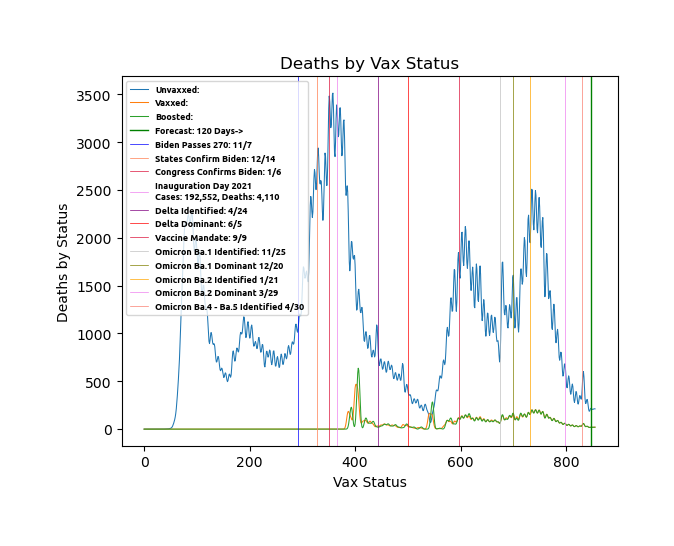 Deaths by Vax Status
3500
3000
2500
2000
1500
1000
500
0
Deaths by Status
Unvaxxed:
Vaxxed:
Boosted:
Forecast: 120 Days->
Biden Passes 270: 11/7
States Confirm Biden: 12/14
Congress Confirms Biden: 1/6
Inauguration Day 2021
Cases: 192,552, Deaths: 4,110
Delta Identified: 4/24
Delta Dominant: 6/5
Vaccine Mandate: 9/9
Omicron Ba.1 Identified: 11/25
Omicron Ba.1 Dominant 12/20
Omicron Ba.2 Identified 1/21
Omicron Ba.2 Dominant 3/29
Omicron Ba.4 - Ba.5 Identified 4/30
0 200 400 600 800
Vax Status